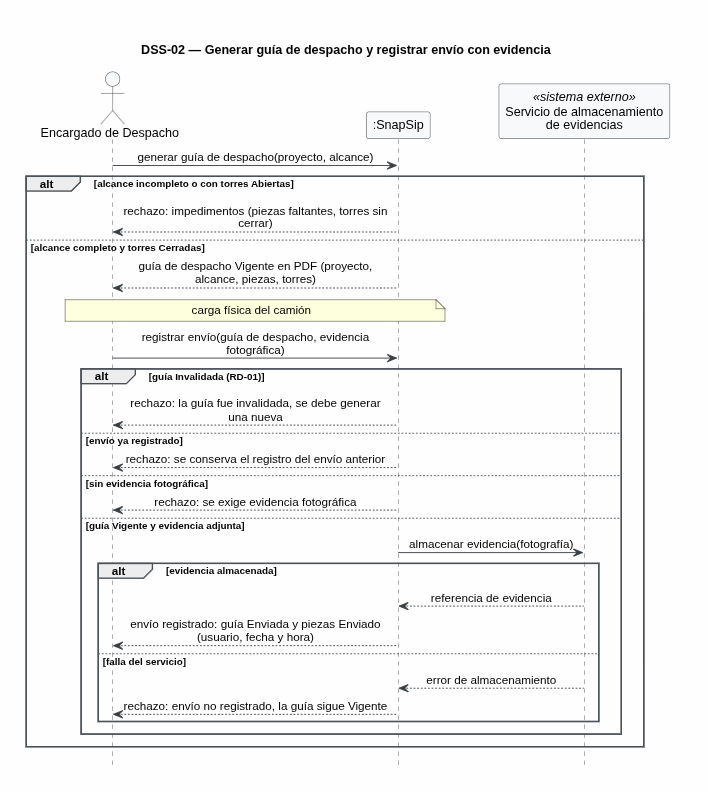 DSS-02 — Generar guía de despacho y registrar envío con evidencia
«sistema externo»
Servicio de almacenamiento
de evidencias
:SnapSip
Encargado de Despacho
generar guía de despacho(proyecto, alcance)
alt
[alcance incompleto o con torres Abiertas]
rechazo: impedimentos (piezas faltantes, torres sin
cerrar)
[alcance completo y torres Cerradas]
guía de despacho Vigente en PDF (proyecto,
alcance, piezas, torres)
carga física del camión
registrar envío(guía de despacho, evidencia
fotográfica)
alt
[guía Invalidada (RD-01)]
rechazo: la guía fue invalidada, se debe generar
una nueva
[envío ya registrado]
rechazo: se conserva el registro del envío anterior
[sin evidencia fotográfica]
rechazo: se exige evidencia fotográfica
[guía Vigente y evidencia adjunta]
almacenar evidencia(fotografía)
alt
[evidencia almacenada]
referencia de evidencia
envío registrado: guía Enviada y piezas Enviado
(usuario, fecha y hora)
[falla del servicio]
error de almacenamiento
rechazo: envío no registrado, la guía sigue Vigente